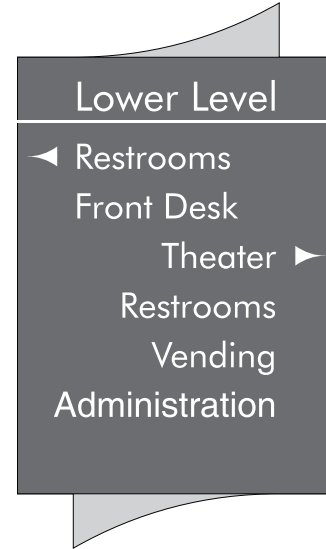 Lower Level
Restrooms
Front Desk
Theater
Restrooms
Vending
Administration